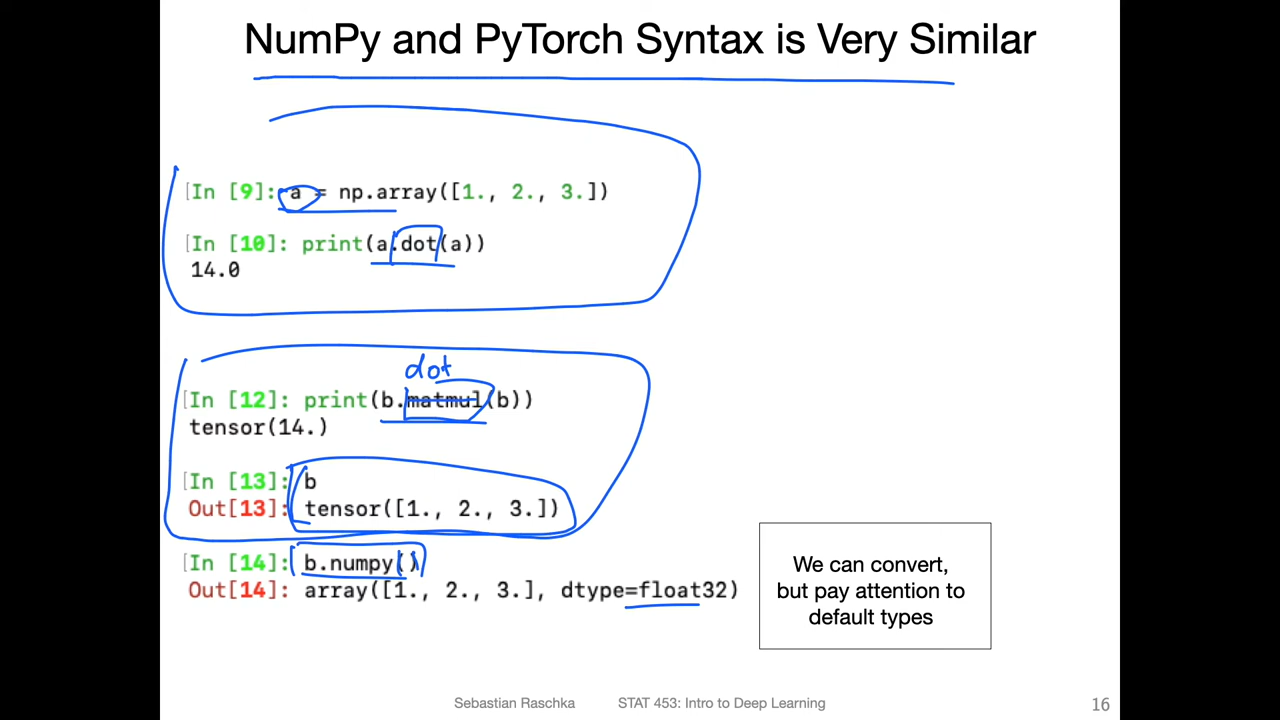 NumPy and PyTorch Syntax is Very Similar
[In [9]: a = np.array([1., 2., 3.])
[In [10]: print(a.dot(a))
14.0
dot
[In [12]: print(b.matmul(b))
tensor(14.)
[In [13]: b
Out[13]: tensor([1., 2., 3.])
[In [14]: b.numpy()
Out[14]: array([1., 2., 3.], dtype=float32)
We can convert,
but pay attention to
default types
Sebastian Raschka STAT 453: Intro to Deep Learning 16